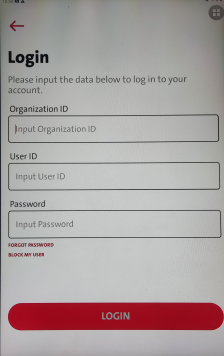 Login
Please input the data below to log in to your
account.
Organization ID
Input Organization ID
User ID
Input User ID
Password
Input Password
FORGOT PASSWORD
BLOCK MY USER
LOGIN